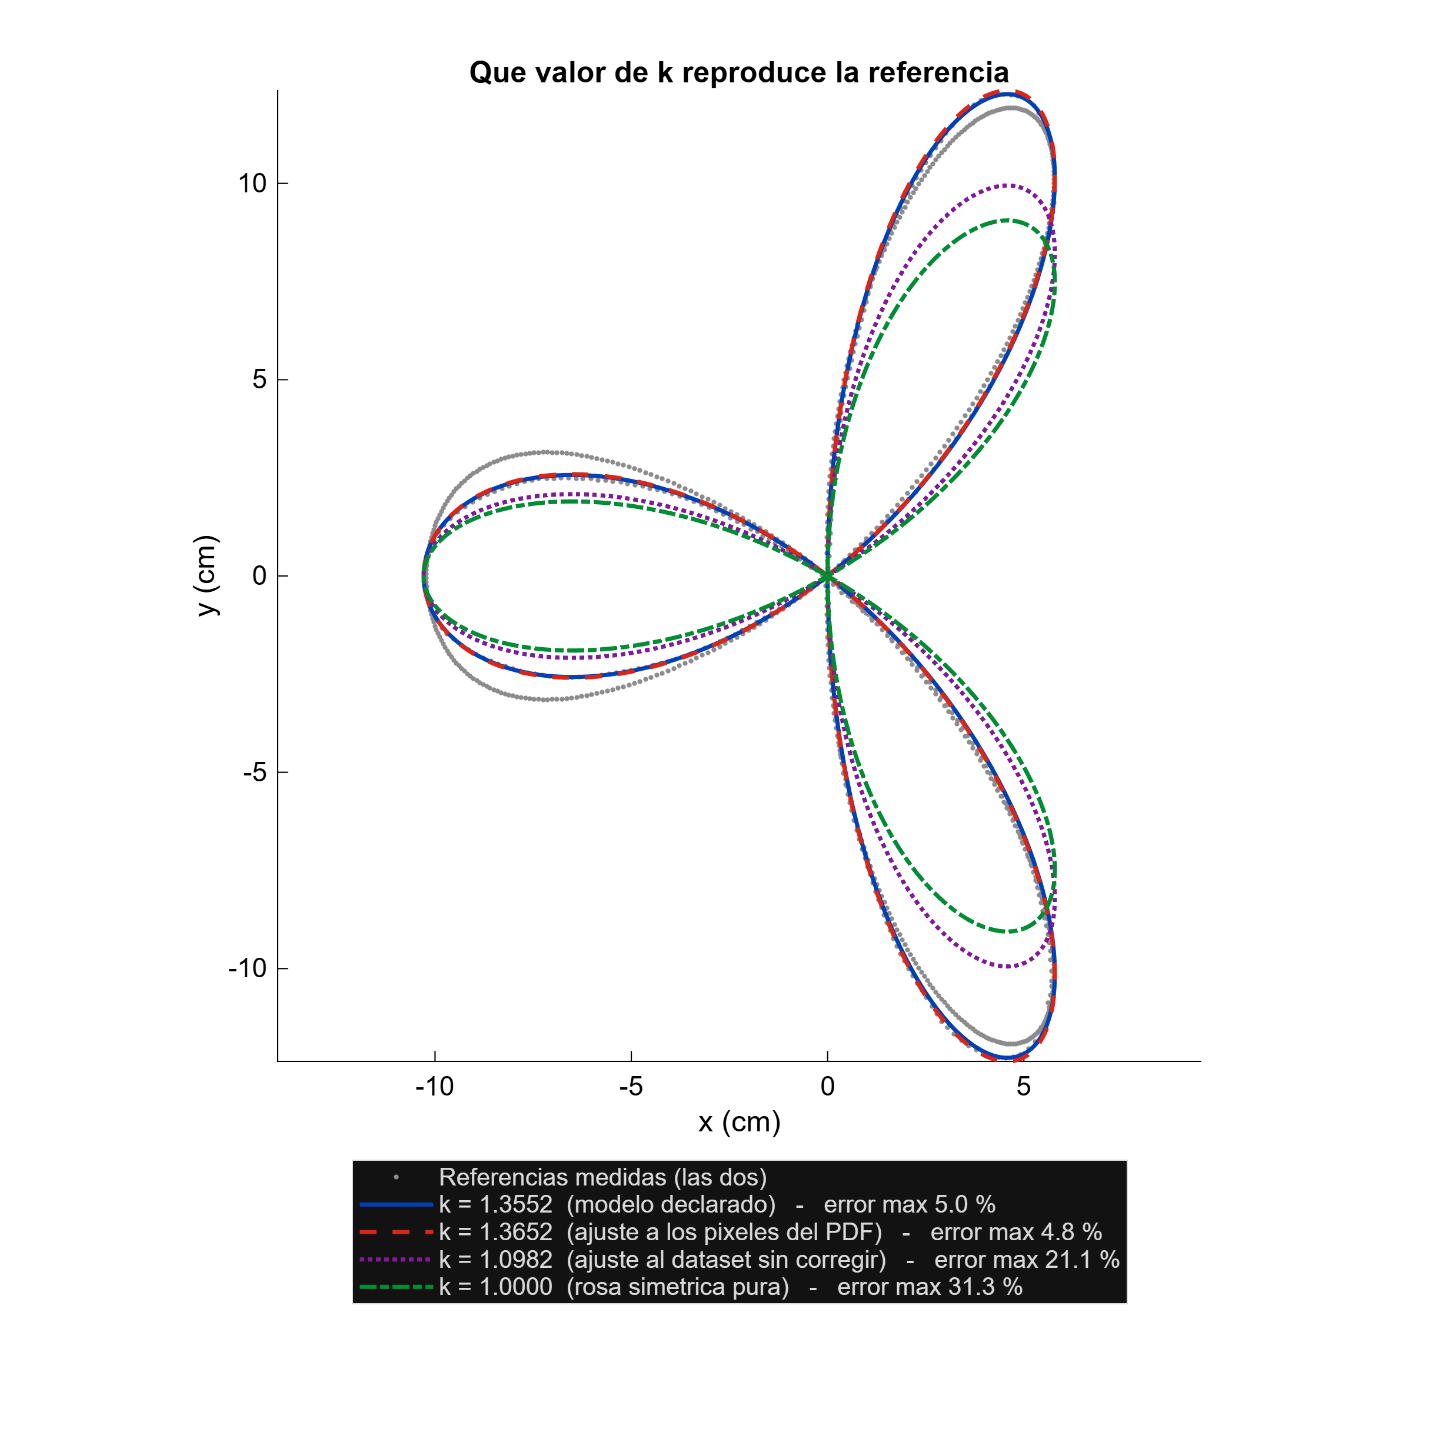 Que valor de k reproduce la referencia
10
5
0
-5
-10
y (cm)
-10
-5
0
5
x (cm)
Referencias medidas (las dos)
k = 1.3552 (modelo declarado) - error max 5.0 %
k = 1.3652 (ajuste a los pixeles del PDF) - error max 4.8 %
k = 1.0982 (ajuste al dataset sin corregir) - error max 21.1 %
k = 1.0000 (rosa simetrica pura) - error max 31.3 %